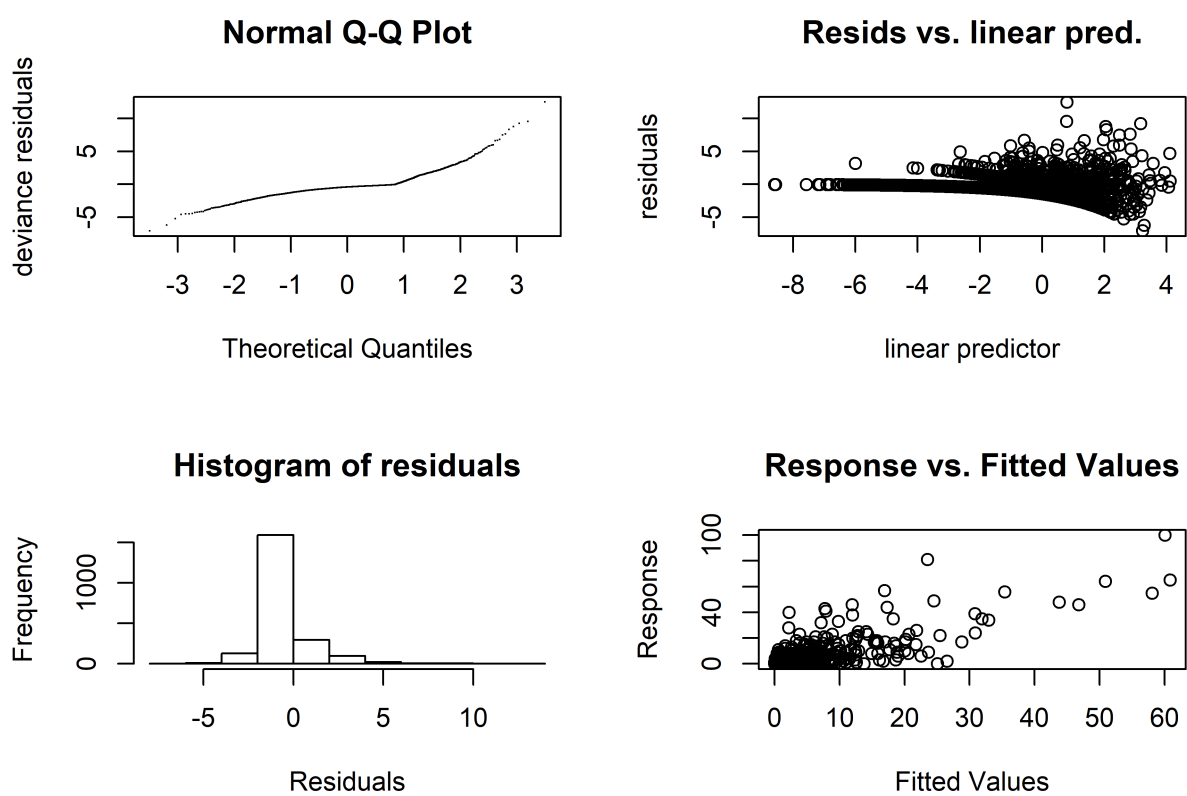 Normal Q-Q Plot
deviance residuals
5
-5
-3 -2 -1 0 1 2 3
Theoretical Quantiles
Resids vs. linear pred.
residuals
5
-5
-8 -6 -4 -2 0 2 4
linear predictor
Histogram of residuals
Frequency
1000
0
-5 0 5 10
Residuals
Response vs. Fitted Values
Response
100
40
0
0 10 20 30 40 50 60
Fitted Values